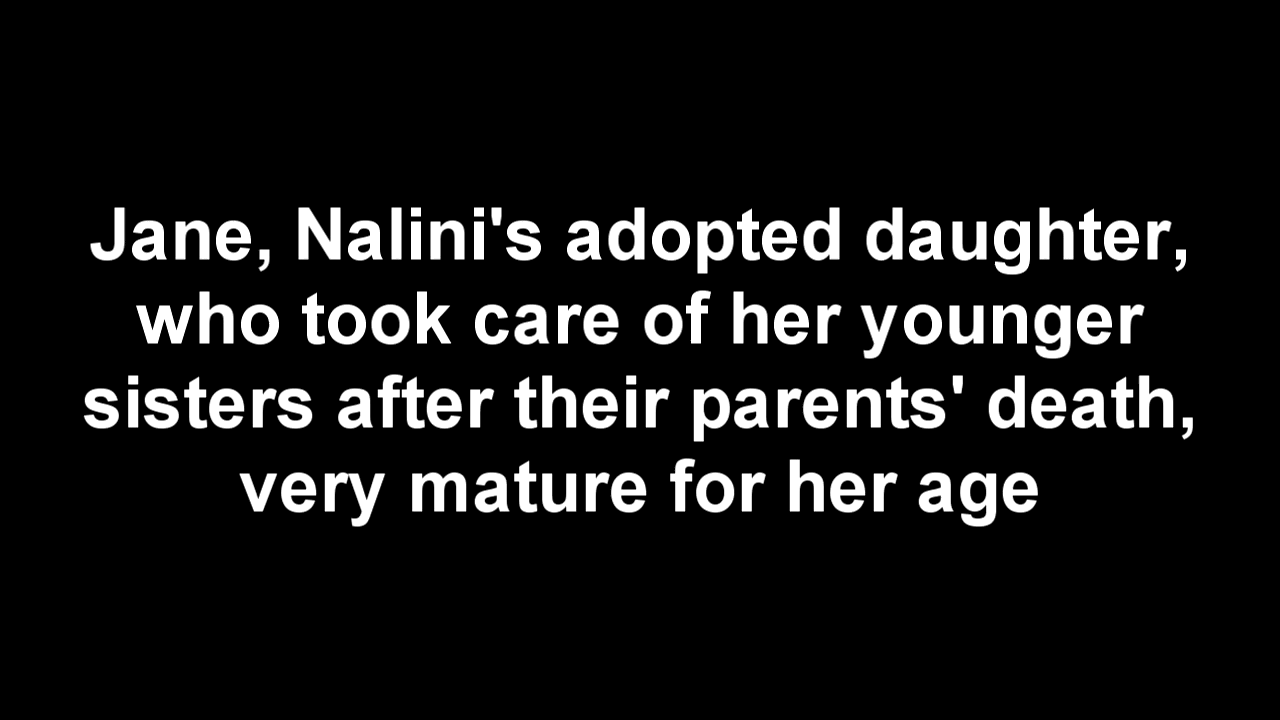 Jane, Nalini's adopted daughter,
who took care of her younger
sisters after their parents' death,
very mature for her age